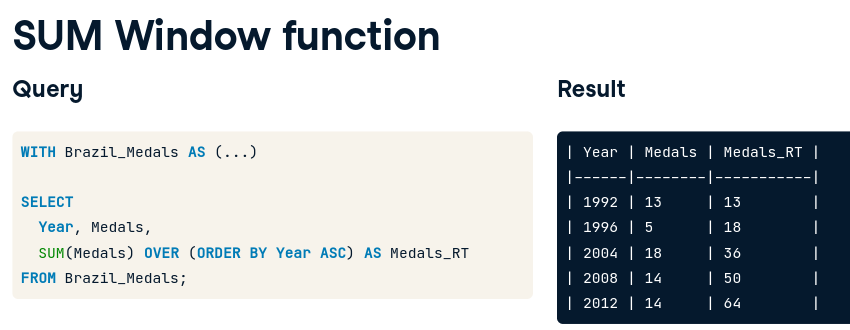 SUM Window function
Query
WITH Brazil_Medals AS (...)
SELECT
Year, Medals,
SUM(Medals) OVER (ORDER BY Year ASC) AS Medals_RT
FROM Brazil_Medals;
Result
| Year | Medals | Medals_RT |
|------|--------|-----------|
| 1992 | 13     | 13        |
| 1996 | 5      | 18        |
| 2004 | 18     | 36        |
| 2008 | 14     | 50        |
| 2012 | 14     | 64        |